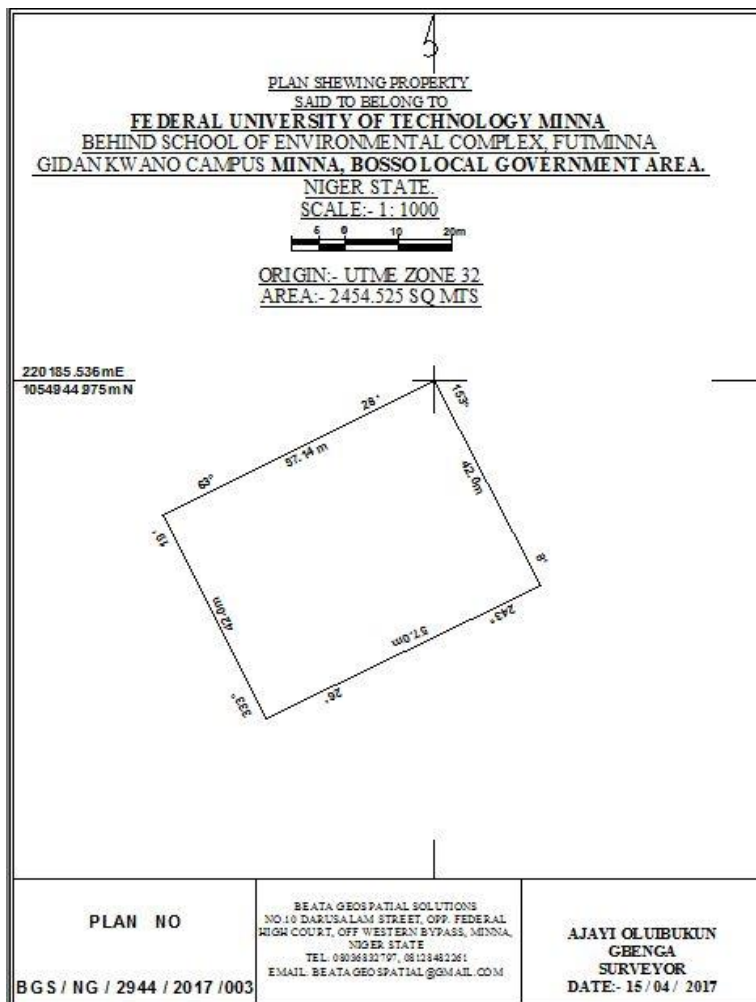 PLAN SHEWING PROPERTY
SAID TO BELONG TO
FEDERAL UNIVERSITY OF TECHNOLOGY MINNA
BEHIND SCHOOL OF ENVIRONMENTAL COMPLEX, FUTMINNA
GIDAN KWANO CAMPUS MINNA, BOSSO LOCAL GOVERNMENT AREA.
NIGER STATE.
SCALE:- 1: 1000
5 0 10 20m
ORIGIN:- UTME ZONE 32
AREA:- 2454.525 SQ MTS
220185.536mE
1054944.975mN
28'
153°
57.14 m
63°
42.0m
19'
8'
42.0m
243°
57.0m
26'
333°
PLAN NO
BGS / NG / 2944 / 2017 /003
BEATA GEOSPATIAL SOLUTIONS
NO.10 DARUSALAM STREET, OPP. FEDERAL
HIGH COURT, OFF WESTERN BYPASS, MINNA,
NIGER STATE
TEL: 08036832797, 08128482261
EMAIL: BEATAGEOSPATIAL@GMAIL.COM
AJAYI OLUIBUKUN
GBENGA
SURVEYOR
DATE:- 15 / 04 / 2017